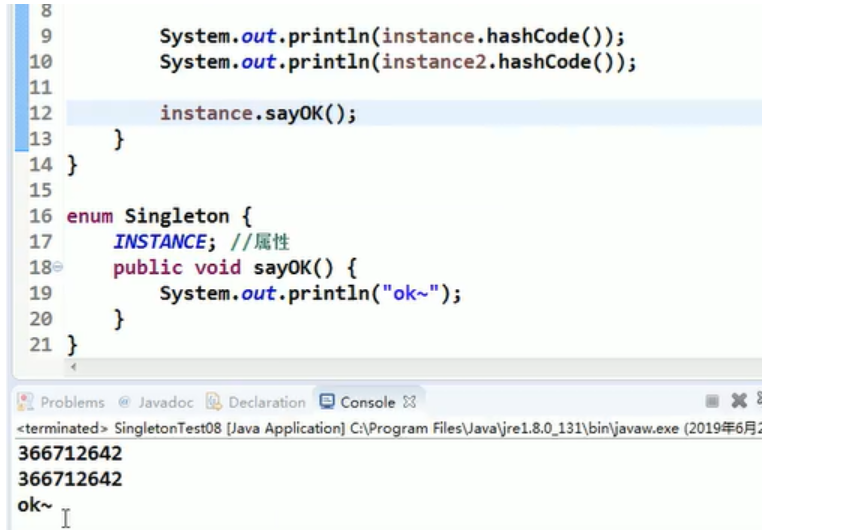 8
9 System.out.println(instance.hashCode());
10 System.out.println(instance2.hashCode());
11
12 instance.sayOK();
13 }
14 }
15
16 enum Singleton {
17 INSTANCE; //属性
18 public void sayOK() {
19 System.out.println("ok~");
20 }
21 }
Problems @ Javadoc Declaration Console
<terminated> SingletonTest08 [Java Application] C:\Program Files\Java\jre1.8.0_131\bin\javaw.exe (2019年6月
366712642
366712642
ok~